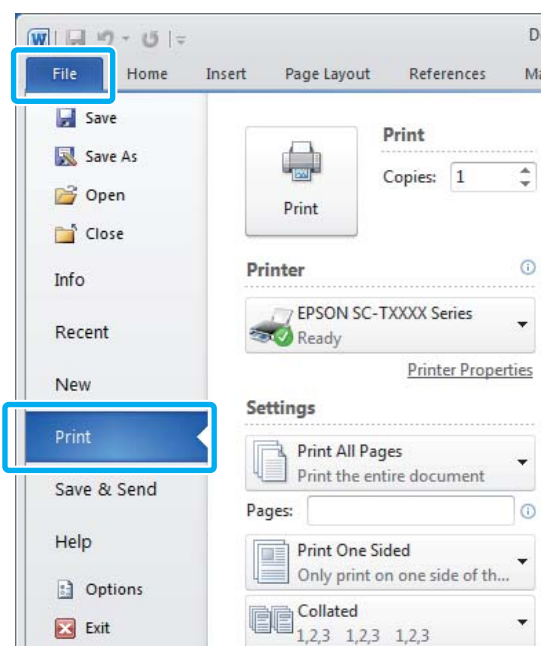 W
D
File Home Insert Page Layout References Ma
Save
Save As
Open
Close
Info
Recent
New
Print
Save & Send
Help
Options
Exit
Print
Print
Copies: 1
Printer
EPSON SC-TXXXX Series
Ready
Printer Properties
Settings
Print All Pages
Print the entire document
Pages:
Print One Sided
Only print on one side of th...
Collated
1,2,3 1,2,3 1,2,3